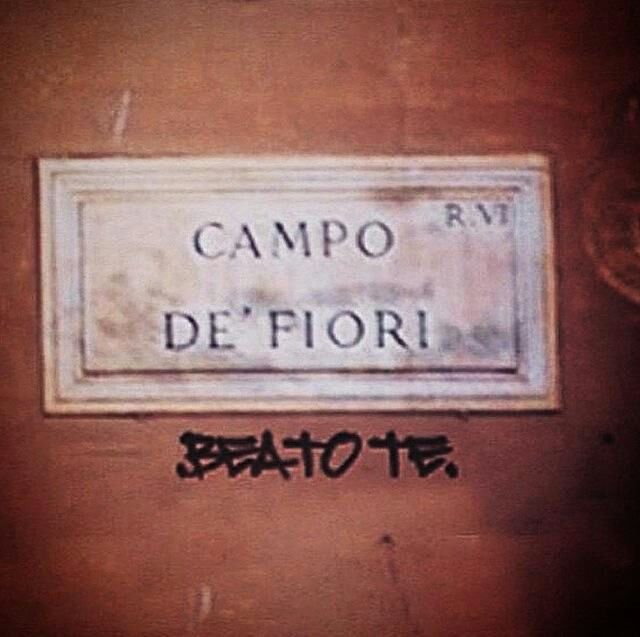 R.VI
CAMPO
DE' FIORI
.BEATO TE.